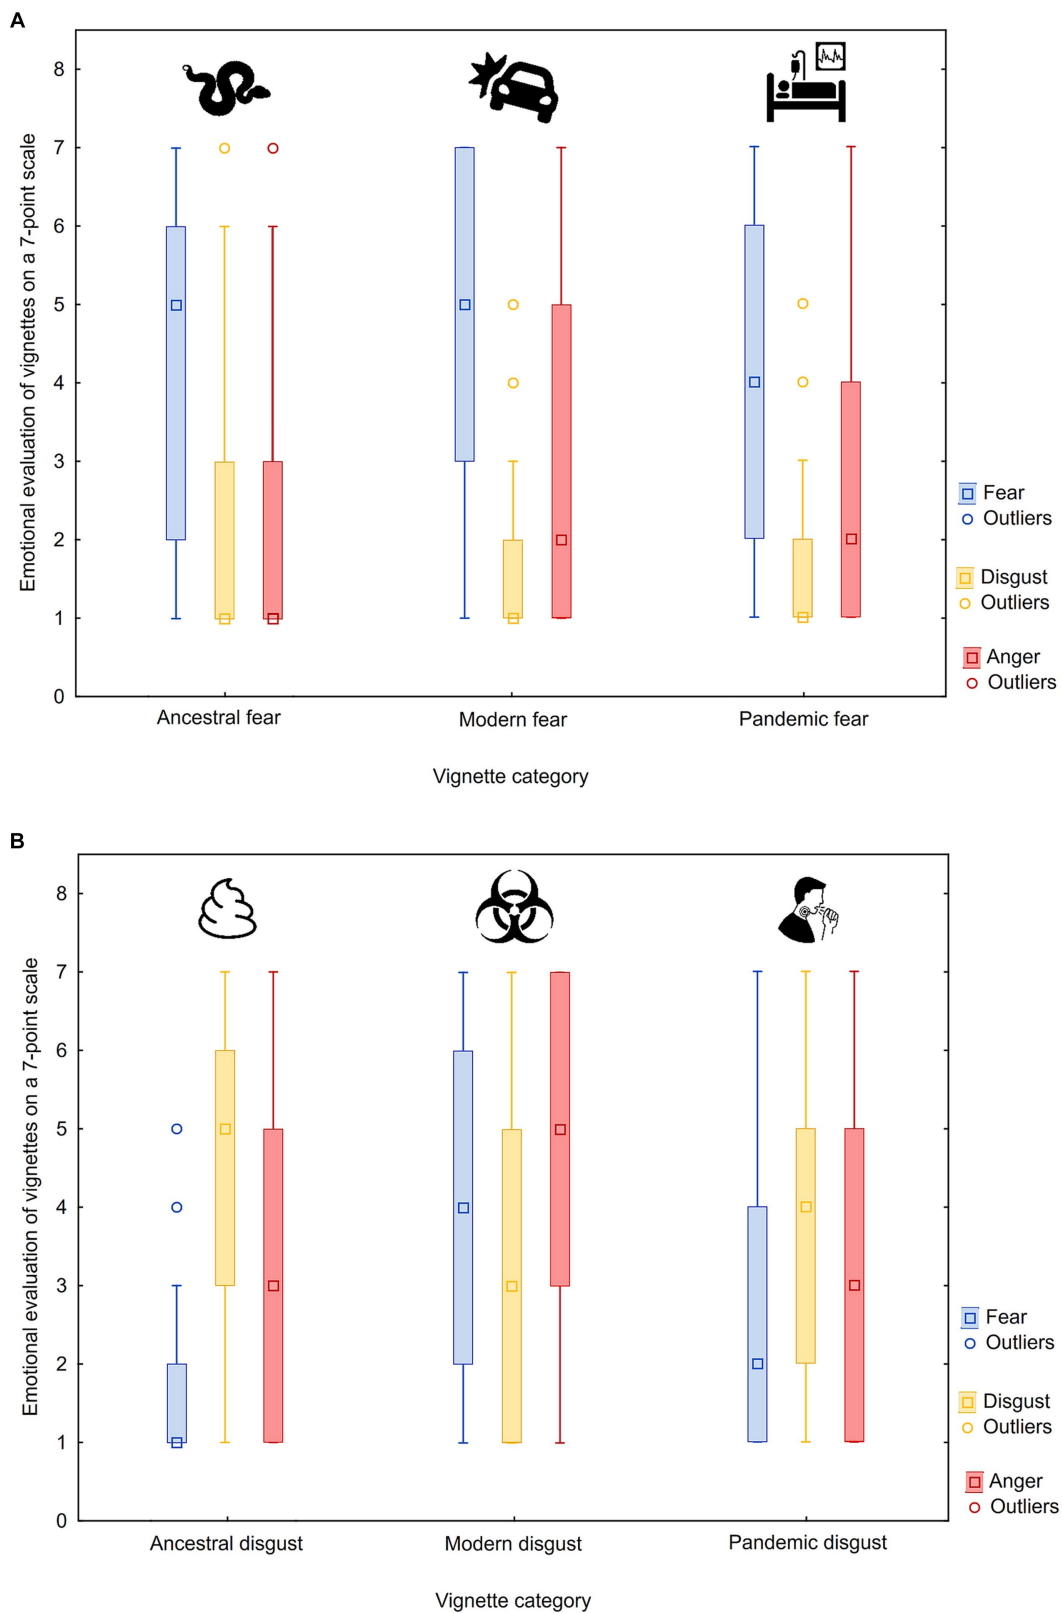 A
Emotional evaluation of vignettes on a 7-point scale
8
7
6
5
4
3
2
1
0
Ancestral fear
Modern fear
Pandemic fear
Vignette category
Fear
Outliers
Disgust
Outliers
Anger
Outliers
B
Emotional evaluation of vignettes on a 7-point scale
8
7
6
5
4
3
2
1
0
Ancestral disgust
Modern disgust
Pandemic disgust
Vignette category
Fear
Outliers
Disgust
Outliers
Anger
Outliers